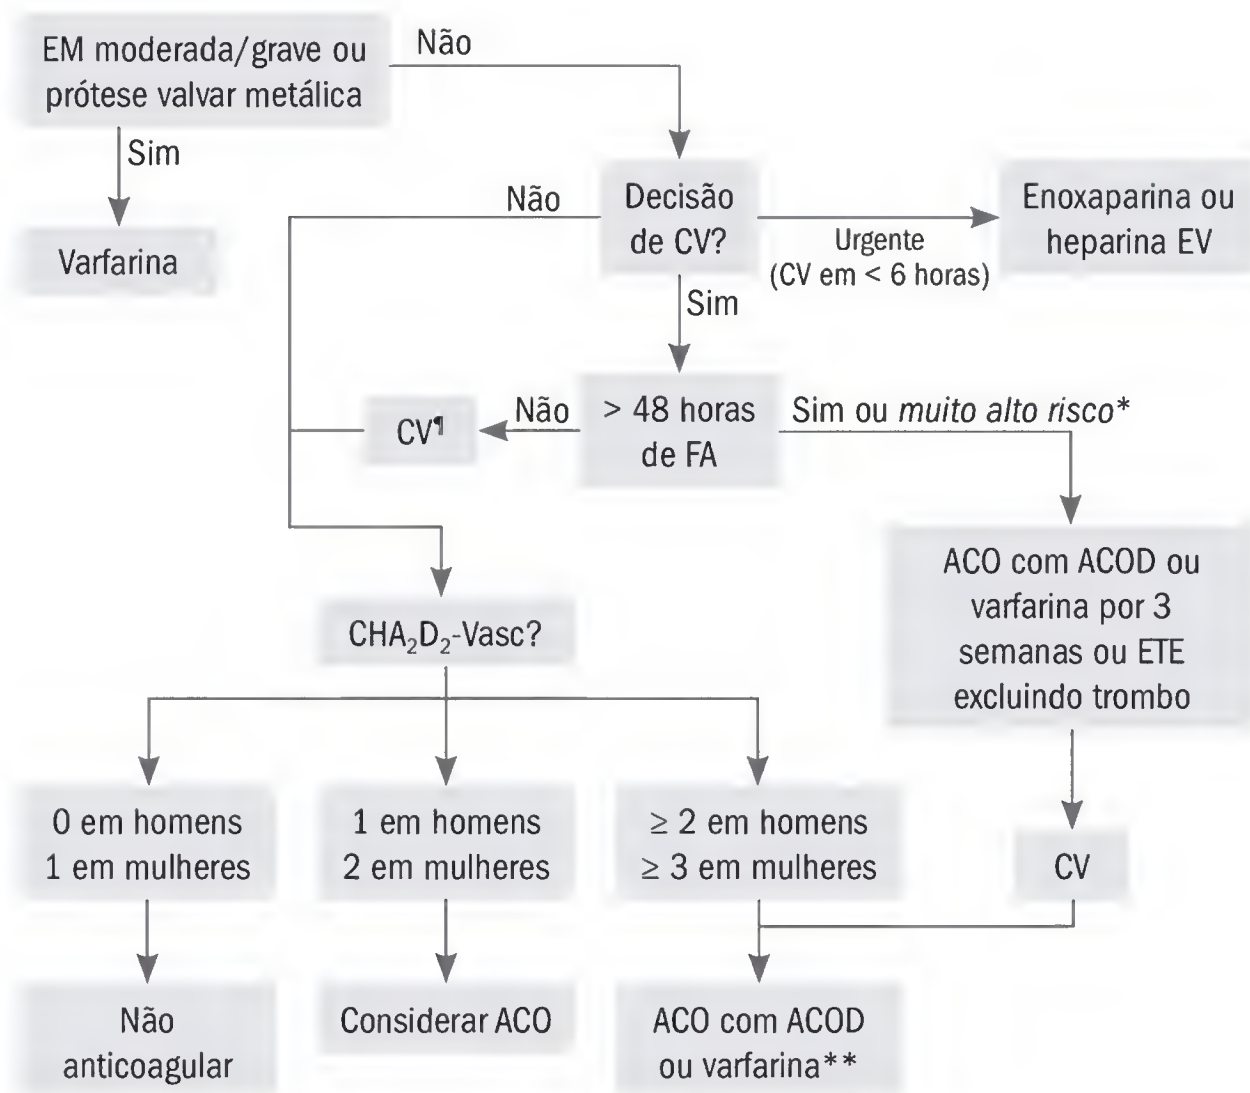 EM moderada/grave ou
prótese valvar metálica
Não
Sim
Varfarina
Não
Decisão
de CV?
Urgente
(CV em < 6 horas)
Enoxaparina ou
heparina EV
Sim
CV¶
Não
> 48 horas
de FA
Sim ou muito alto risco*
ACO com ACOD ou
varfarina por 3
semanas ou ETE
excluindo trombo
CHA₂D₂-Vasc?
0 em homens
1 em mulheres
1 em homens
2 em mulheres
≥ 2 em homens
≥ 3 em mulheres
CV
Não
anticoagular
Considerar ACO
ACO com ACOD
ou varfarina**